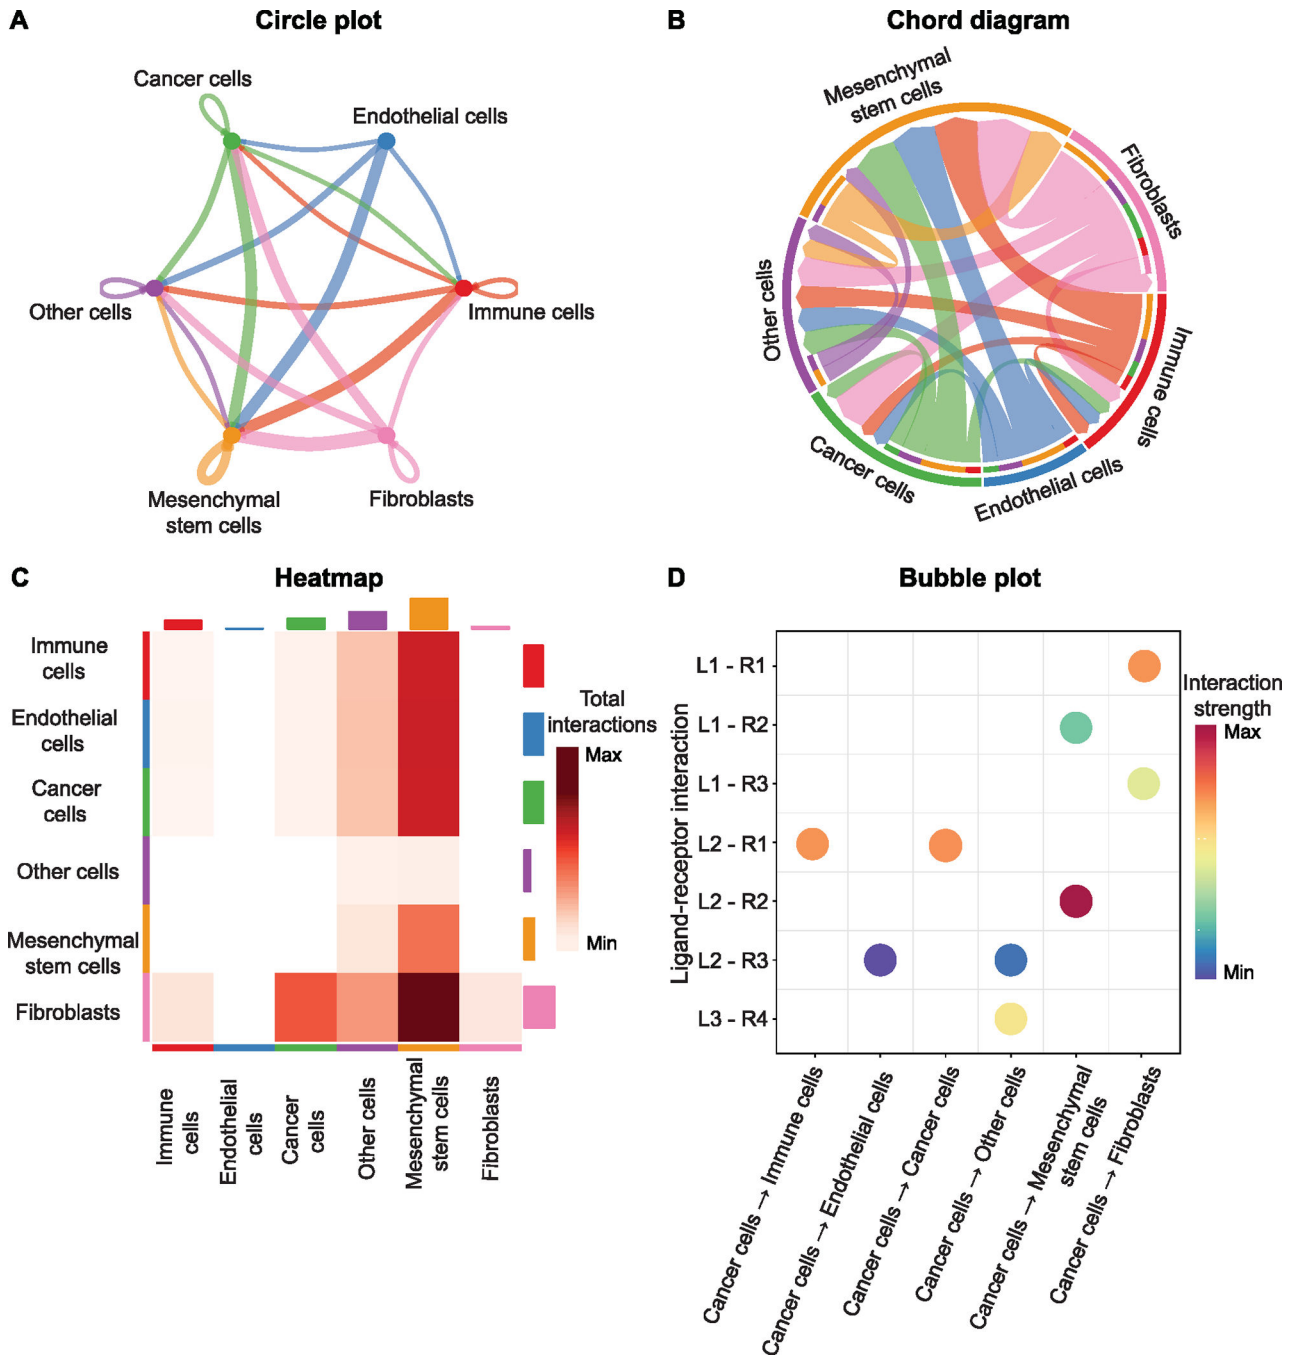 A
Circle plot
Cancer cells
Endothelial cells
Other cells
Immune cells
Mesenchymal
stem cells
Fibroblasts
B
Chord diagram
Mesenchymal
stem cells
Fibroblasts
Other cells
Immune cells
Cancer cells
Endothelial cells
C
Heatmap
Immune
cells
Endothelial
cells
Cancer
cells
Other cells
Mesenchymal
stem cells
Fibroblasts
Total
interactions
Max
Min
Immune
cells
Endothelial
cells
Cancer
cells
Other cells
Mesenchymal
stem cells
Fibroblasts
D
Bubble plot
Ligand-receptor interaction
L1 - R1
L1 - R2
L1 - R3
L2 - R1
L2 - R2
L2 - R3
L3 - R4
Interaction
strength
Max
Min
Cancer cells → Immune cells
Cancer cells → Endothelial cells
Cancer cells → Cancer cells
Cancer cells → Other cells
Cancer cells → Mesenchymal
stem cells
Cancer cells → Fibroblasts